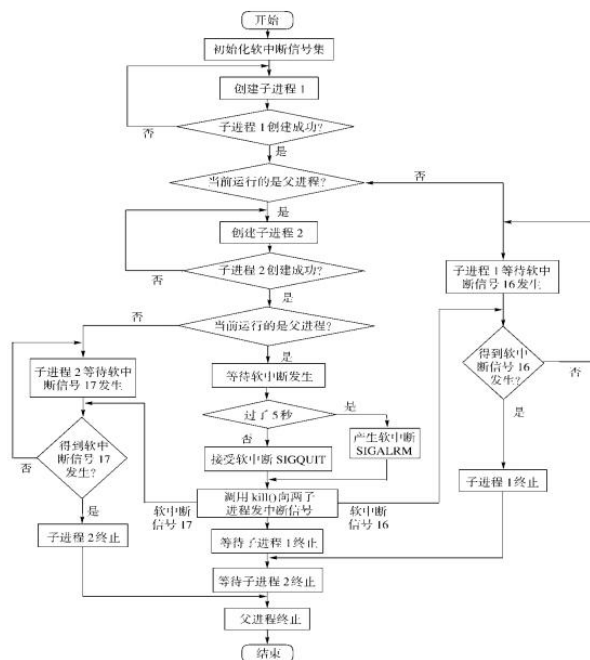 开始
初始化软中断信号集
创建子进程 1
子进程 1 创建成功?
否
是
当前运行的是父进程?
否
是
创建子进程 2
子进程 2 创建成功?
否
是
子进程 1 等待软中
断信号 16 发生
当前运行的是父进程?
否
是
子进程 2 等待软中
断信号 17 发生
等待软中断发生
得到软中
断信号 16
发生?
否
是
过了 5 秒
是
否
产生软中断
SIGALRM
接受软中断 SIGQUIT
得到软中
断信号 17
发生?
否
是
调用 kill() 向两子
进程发中断信号
软中断
信号 17
软中断
信号 16
子进程 1 终止
子进程 2 终止
等待子进程 1 终止
等待子进程 2 终止
父进程终止
结束